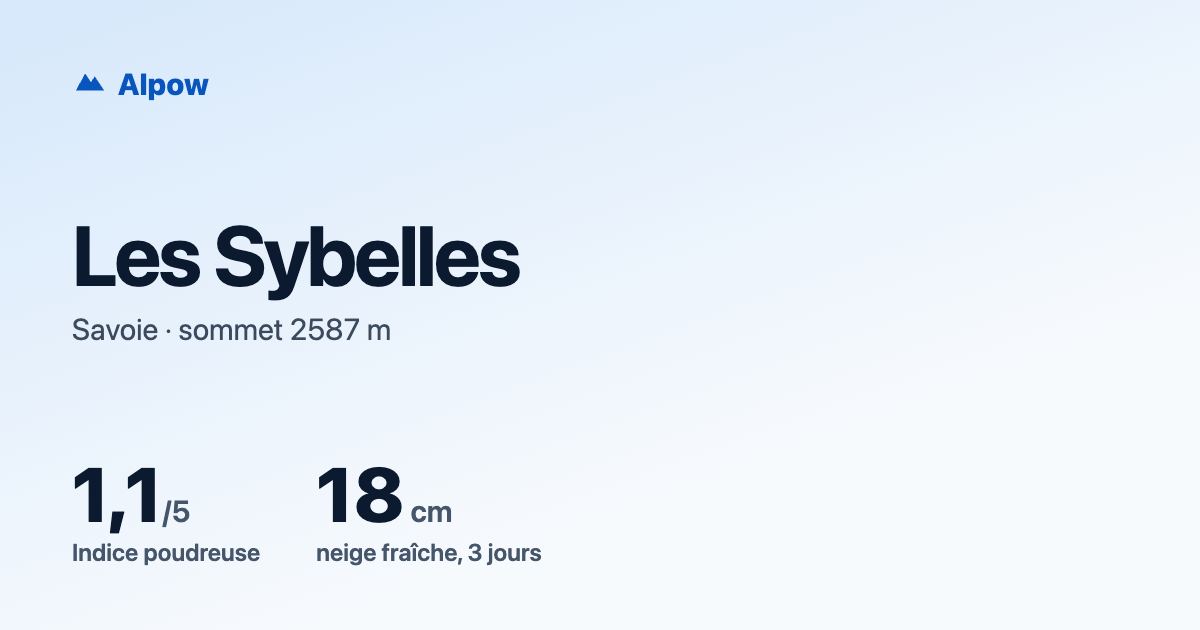 Alpow
Les Sybelles
Savoie · sommet 2587 m
1,1/5
Indice poudreuse
18 cm
neige fraîche, 3 jours